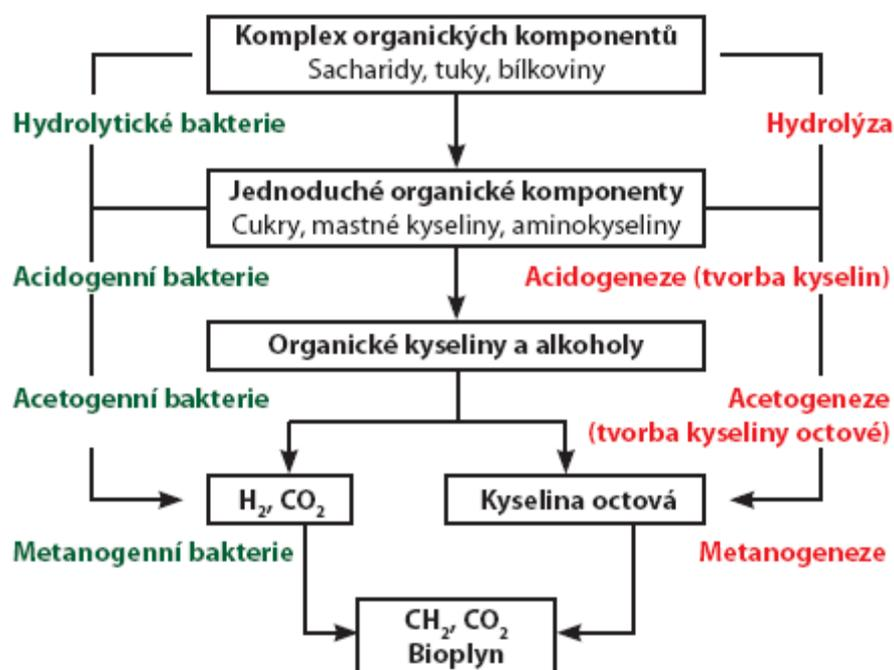 Komplex organických komponentů
Sacharidy, tuky, bílkoviny
Hydrolytické bakterie
Hydrolýza
Jednoduché organické komponenty
Cukry, mastné kyseliny, aminokyseliny
Acidogenní bakterie
Acidogeneze (tvorba kyselin)
Organické kyseliny a alkoholy
Acetogenní bakterie
Acetogeneze
(tvorba kyseliny octové)
H₂, CO₂
Kyselina octová
Metanogenní bakterie
Metanogeneze
CH₂, CO₂
Bioplyn